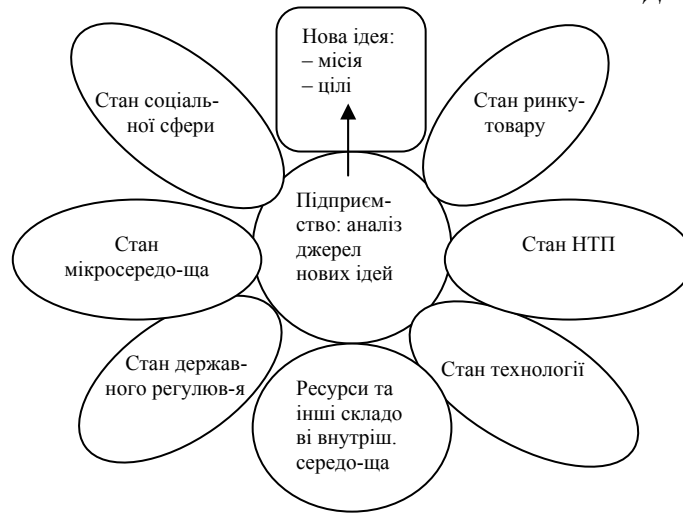 Нова ідея:
– місія
– цілі
Стан соціаль-
ної сфери
Стан ринку-
товару
Підприєм-
ство: аналіз
джерел
нових ідей
Стан
мікросередо-ща
Стан НТП
Стан держав-
ного регулюв-я
Ресурси та
інші складо
ві внутріш.
середо-ща
Стан технології